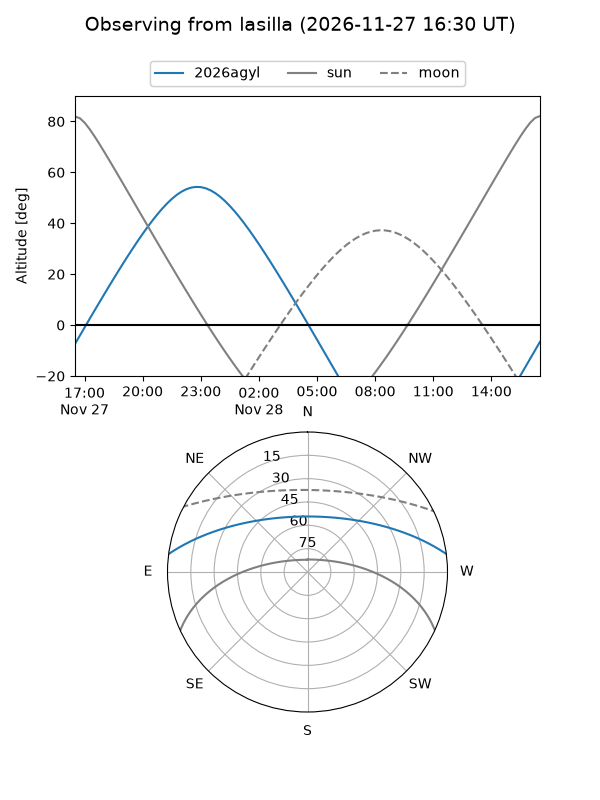 Observing from lasilla (2026-11-27 16:30 UT)
2026agyl sun moon
Altitude [deg]
80
60
40
20
0
−20
17:00 20:00 23:00 02:00 05:00 08:00 11:00 14:00
Nov 27 Nov 28
N
NE NW
15
30
45
60
75
E W
SE SW
S